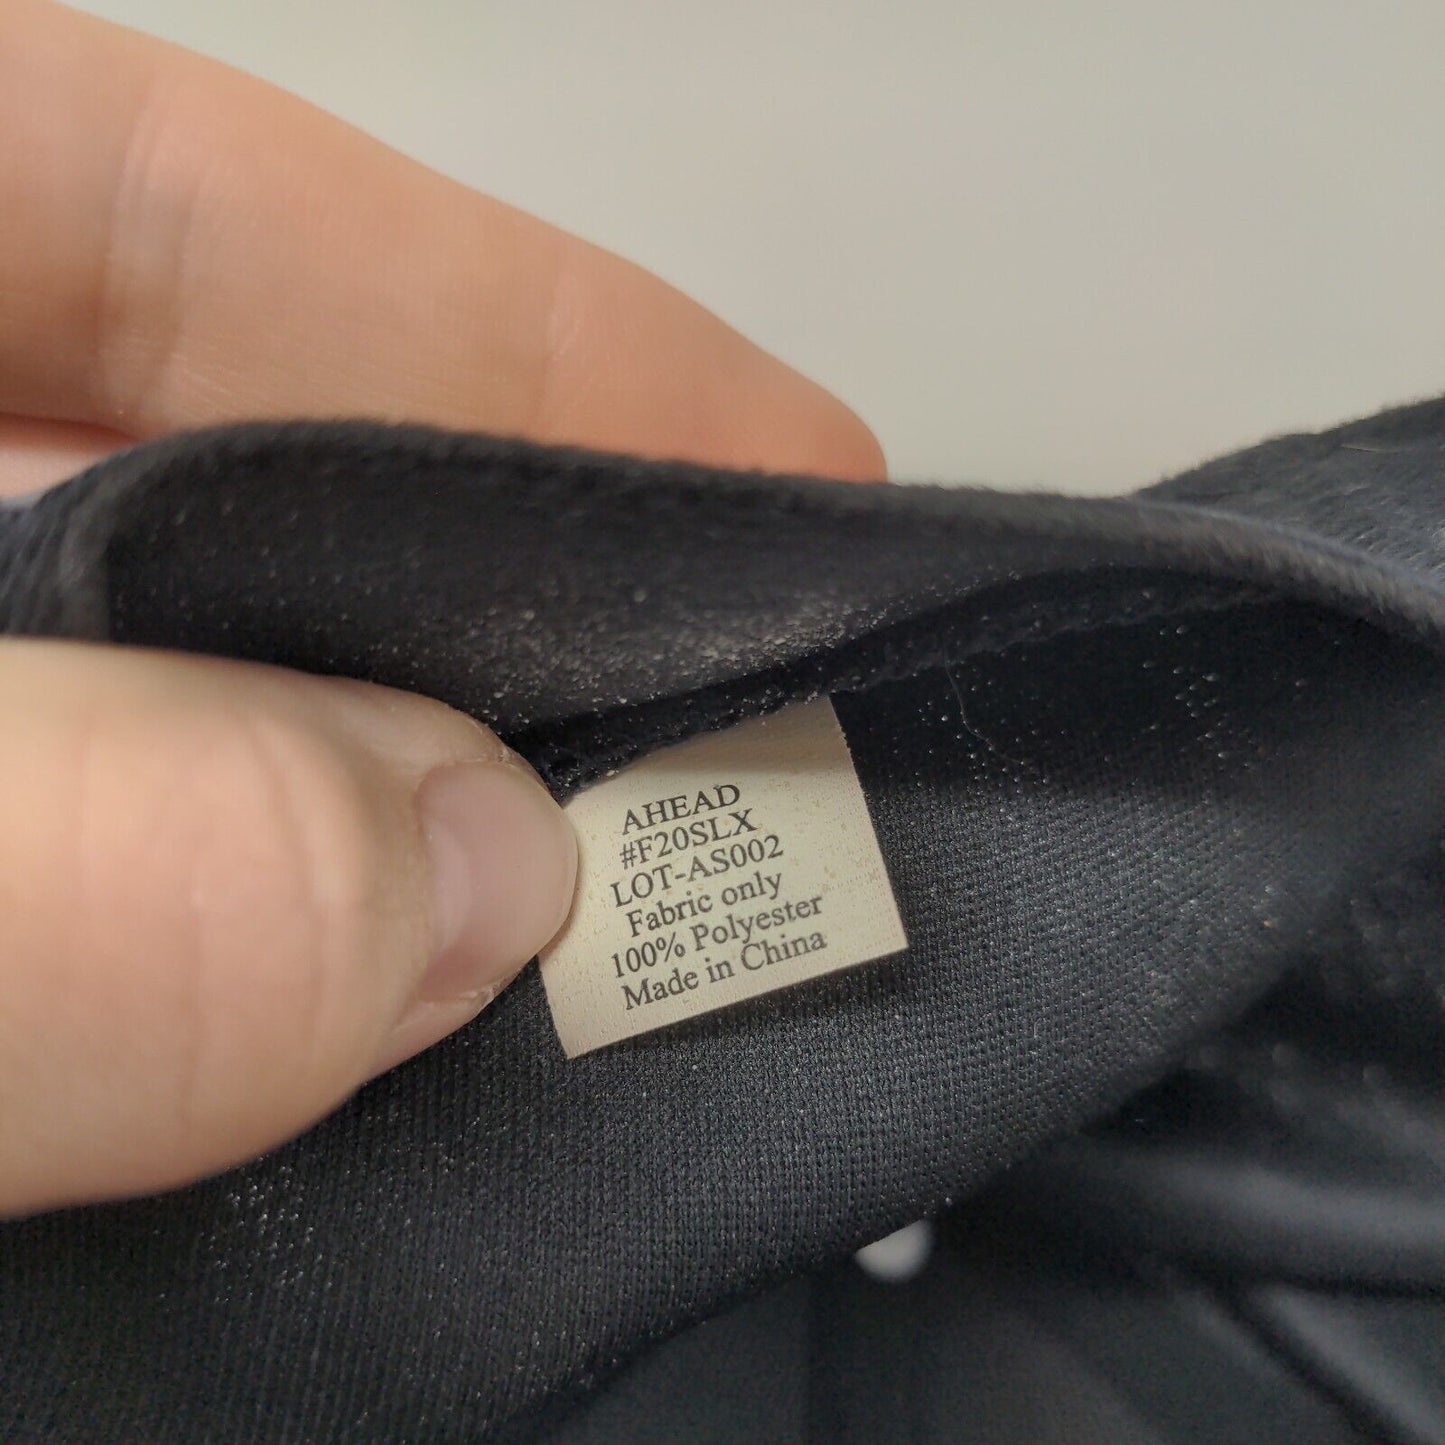 AHEAD
#F20SLX
LOT-AS002
Fabric only
100% Polyester
Made in China